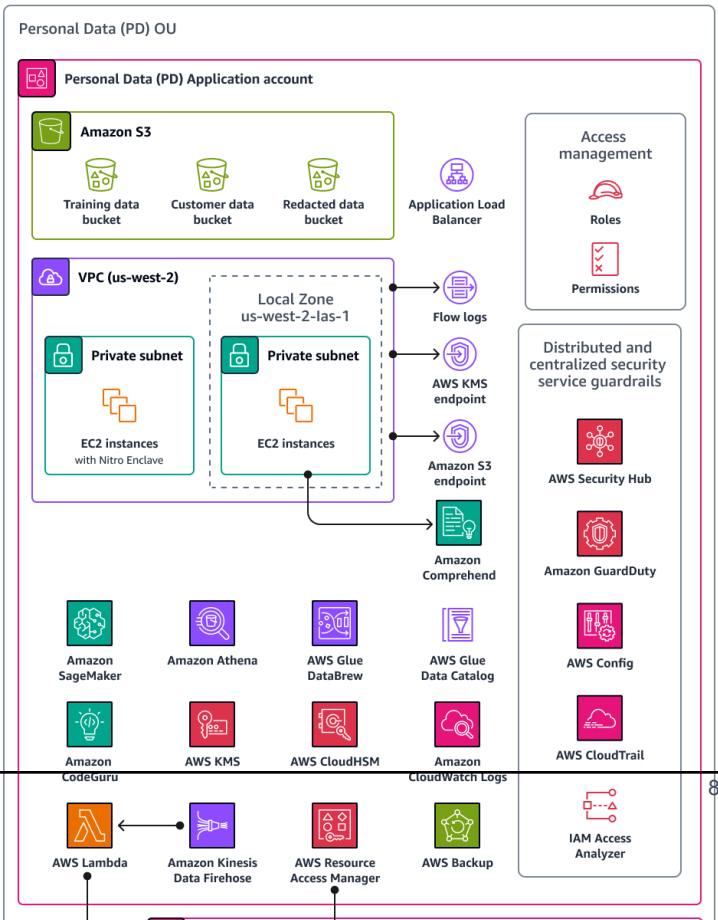 Personal Data (PD) OU
Personal Data (PD) Application account
Amazon S3
Training data
bucket
Customer data
bucket
Redacted data
bucket
Application Load
Balancer
Access
management
Roles
Permissions
VPC (us-west-2)
Local Zone
us-west-2-las-1
Private subnet
EC2 instances
with Nitro Enclave
Private subnet
EC2 instances
Flow logs
AWS KMS
endpoint
Amazon S3
endpoint
Amazon
Comprehend
Distributed and
centralized security
service guardrails
AWS Security Hub
Amazon GuardDuty
AWS Config
AWS CloudTrail
IAM Access
Analyzer
Amazon
SageMaker
Amazon Athena
AWS Glue
DataBrew
AWS Glue
Data Catalog
Amazon
CodeGuru
AWS KMS
AWS CloudHSM
Amazon
CloudWatch Logs
8
AWS Lambda
Amazon Kinesis
Data Firehose
AWS Resource
Access Manager
AWS Backup